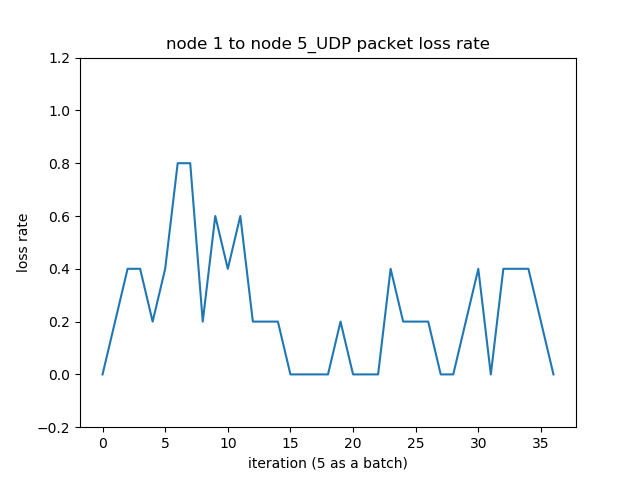 node 1 to node 5_UDP packet loss rate
1.2
1.0
0.8
0.6
0.4
0.2
0.0
−0.2
loss rate
0 5 10 15 20 25 30 35
iteration (5 as a batch)